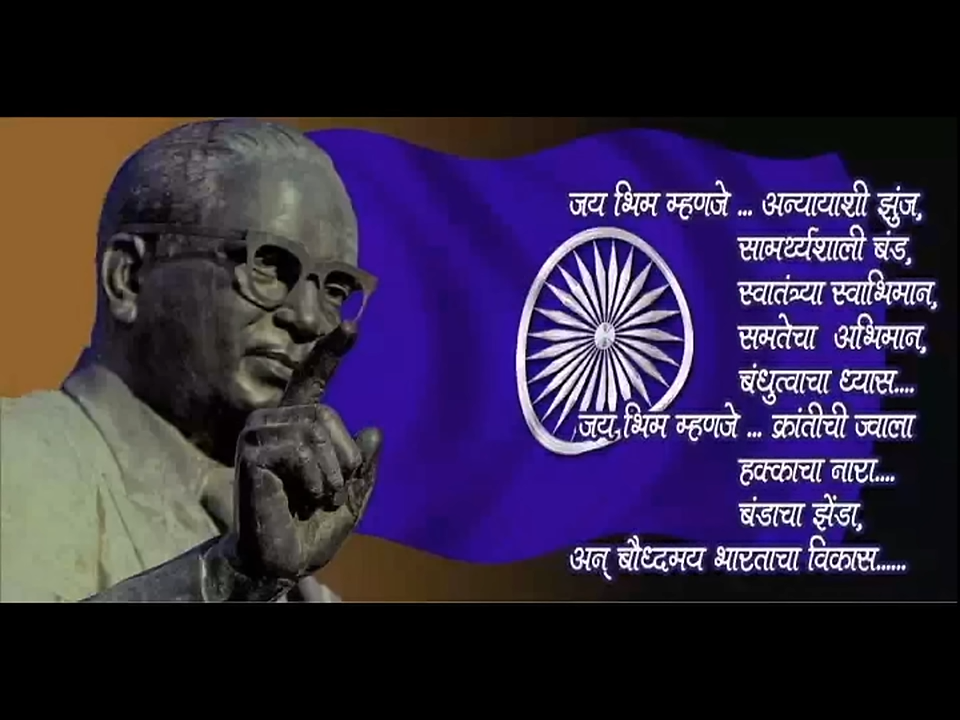 जय भिम म्हणजे ... अन्यायाशी झुंज,
सामर्थ्यशाली बंड,
स्वातंत्र्या स्वाभिमान,
समतेचा अभिमान,
बंधुत्वाचा ध्यास....
जय भिम म्हणजे ... क्रांतीची ज्वाला
हक्काचा नारा....
बंडाचा झेंडा,
अन् बौध्दमय भारताचा विकास......